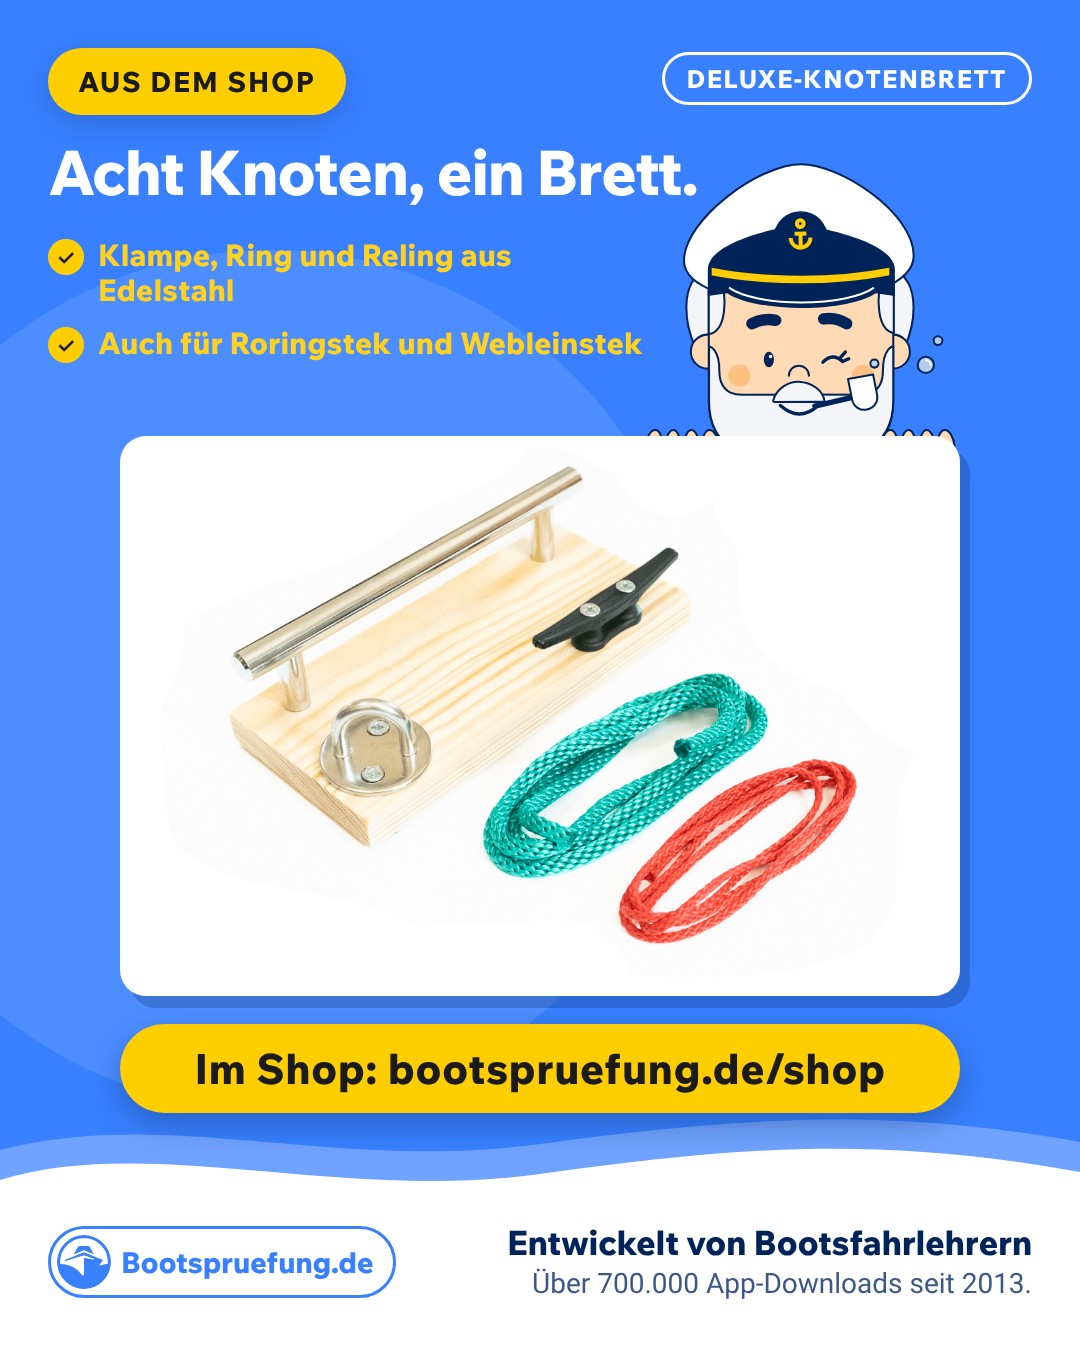 AUS DEM SHOP
DELUXE-KNOTENBRETT
Acht Knoten, ein Brett.
Klampe, Ring und Reling aus
Edelstahl
Auch für Roringstek und Webleinstek
Im Shop: bootspruefung.de/shop
Bootspruefung.de
Entwickelt von Bootsfahrlehrern
Über 700.000 App-Downloads seit 2013.